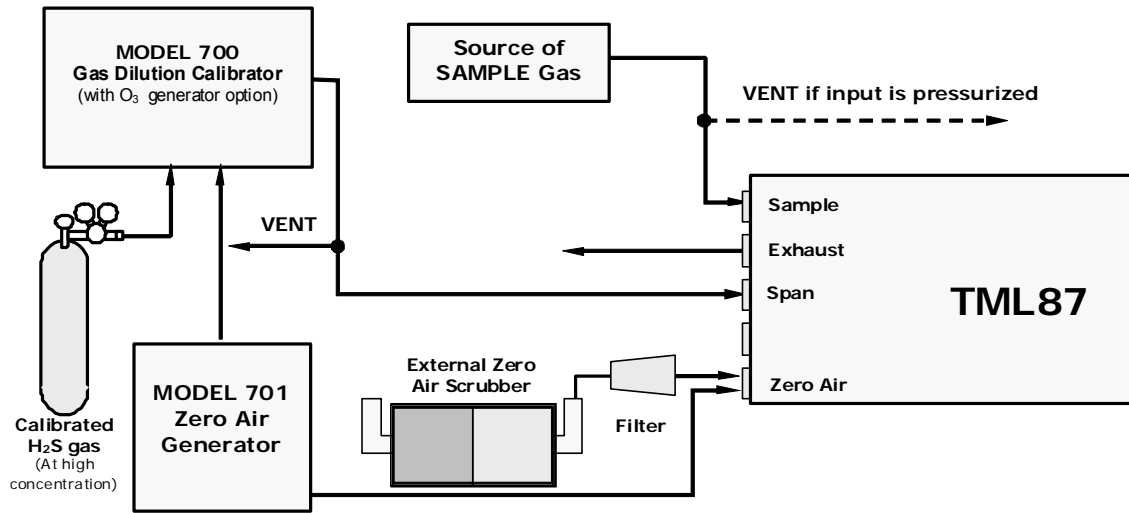 MODEL 700
Gas Dilution Calibrator
(with O₃ generator option)
Source of
SAMPLE Gas
VENT if input is pressurized
Sample
VENT
Exhaust
Span
TML87
External Zero
Air Scrubber
Zero Air
MODEL 701
Zero Air
Generator
Filter
Calibrated
H₂S gas
(At high
concentration)